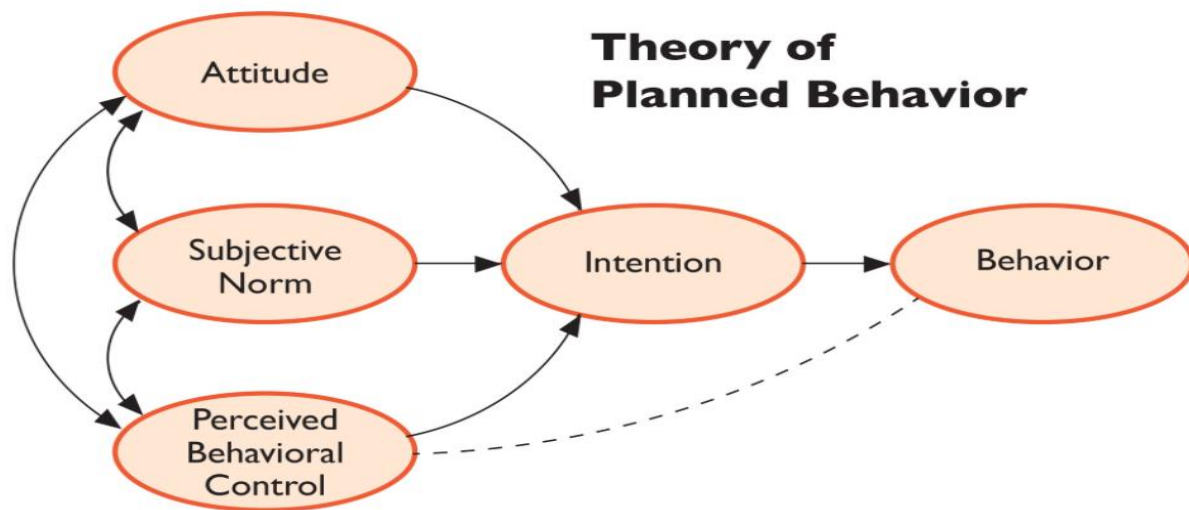 Theory of
Planned Behavior
Attitude
Subjective
Norm
Intention
Behavior
Perceived
Behavioral
Control